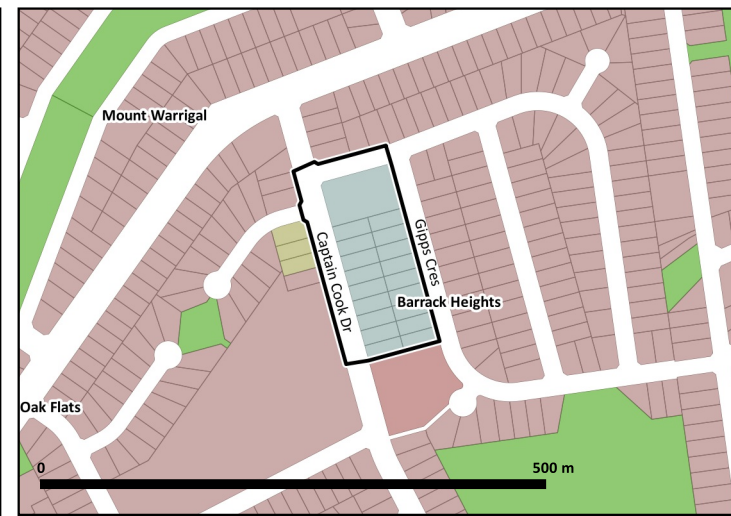 Mount Warrigal
Captain Cook Dr
Gipps Cres
Barrack Heights
Oak Flats
0
500 m